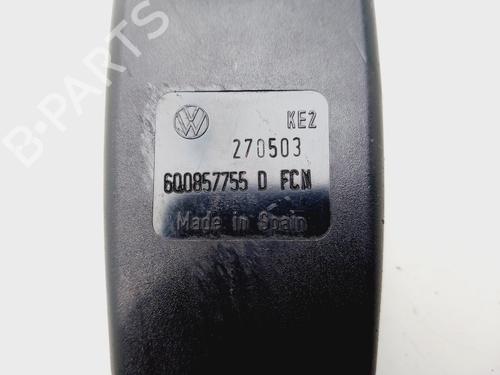 B-PARTS
KE2
270503
6Q0857755 D FCN
Made in Spain